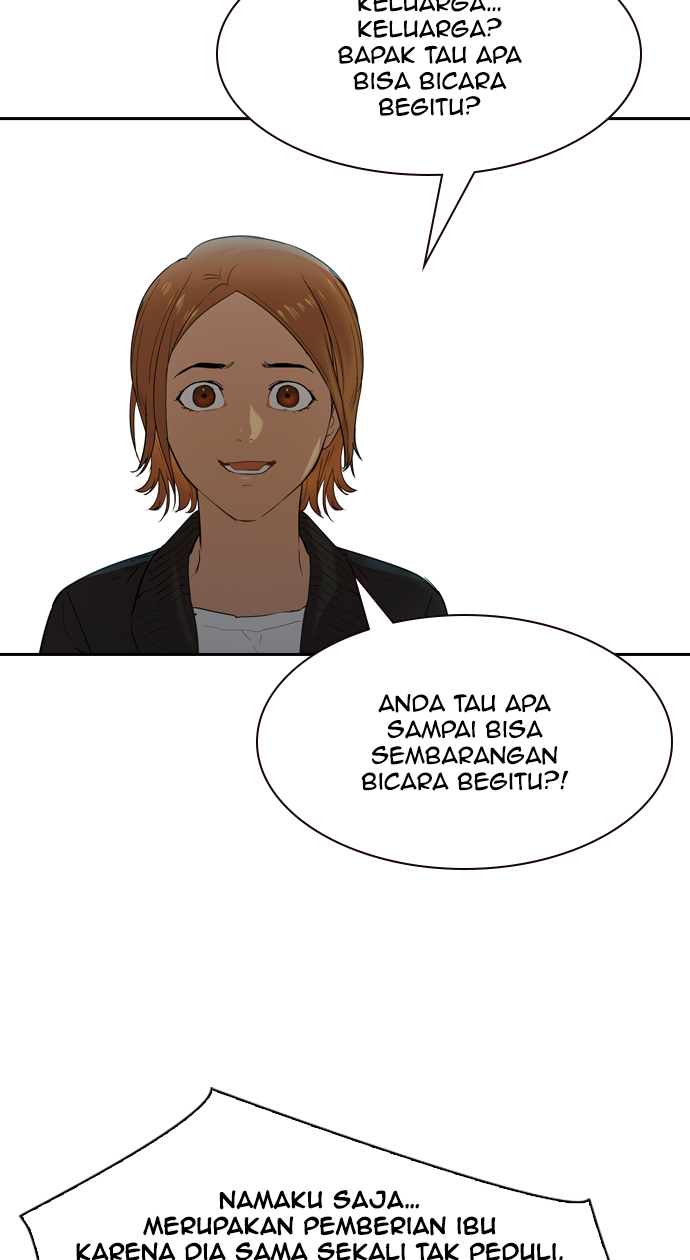 KELUARGA...
KELUARGA?
BAPAK TAU APA
BISA BICARA
BEGITU?
ANDA TAU APA
SAMPAI BISA
SEMBARANGAN
BICARA BEGITU?!
NAMAKU SAJA...
MERUPAKAN PEMBERIAN IBU
KARENA DIA SAMA SEKALI TAK PEDULI.